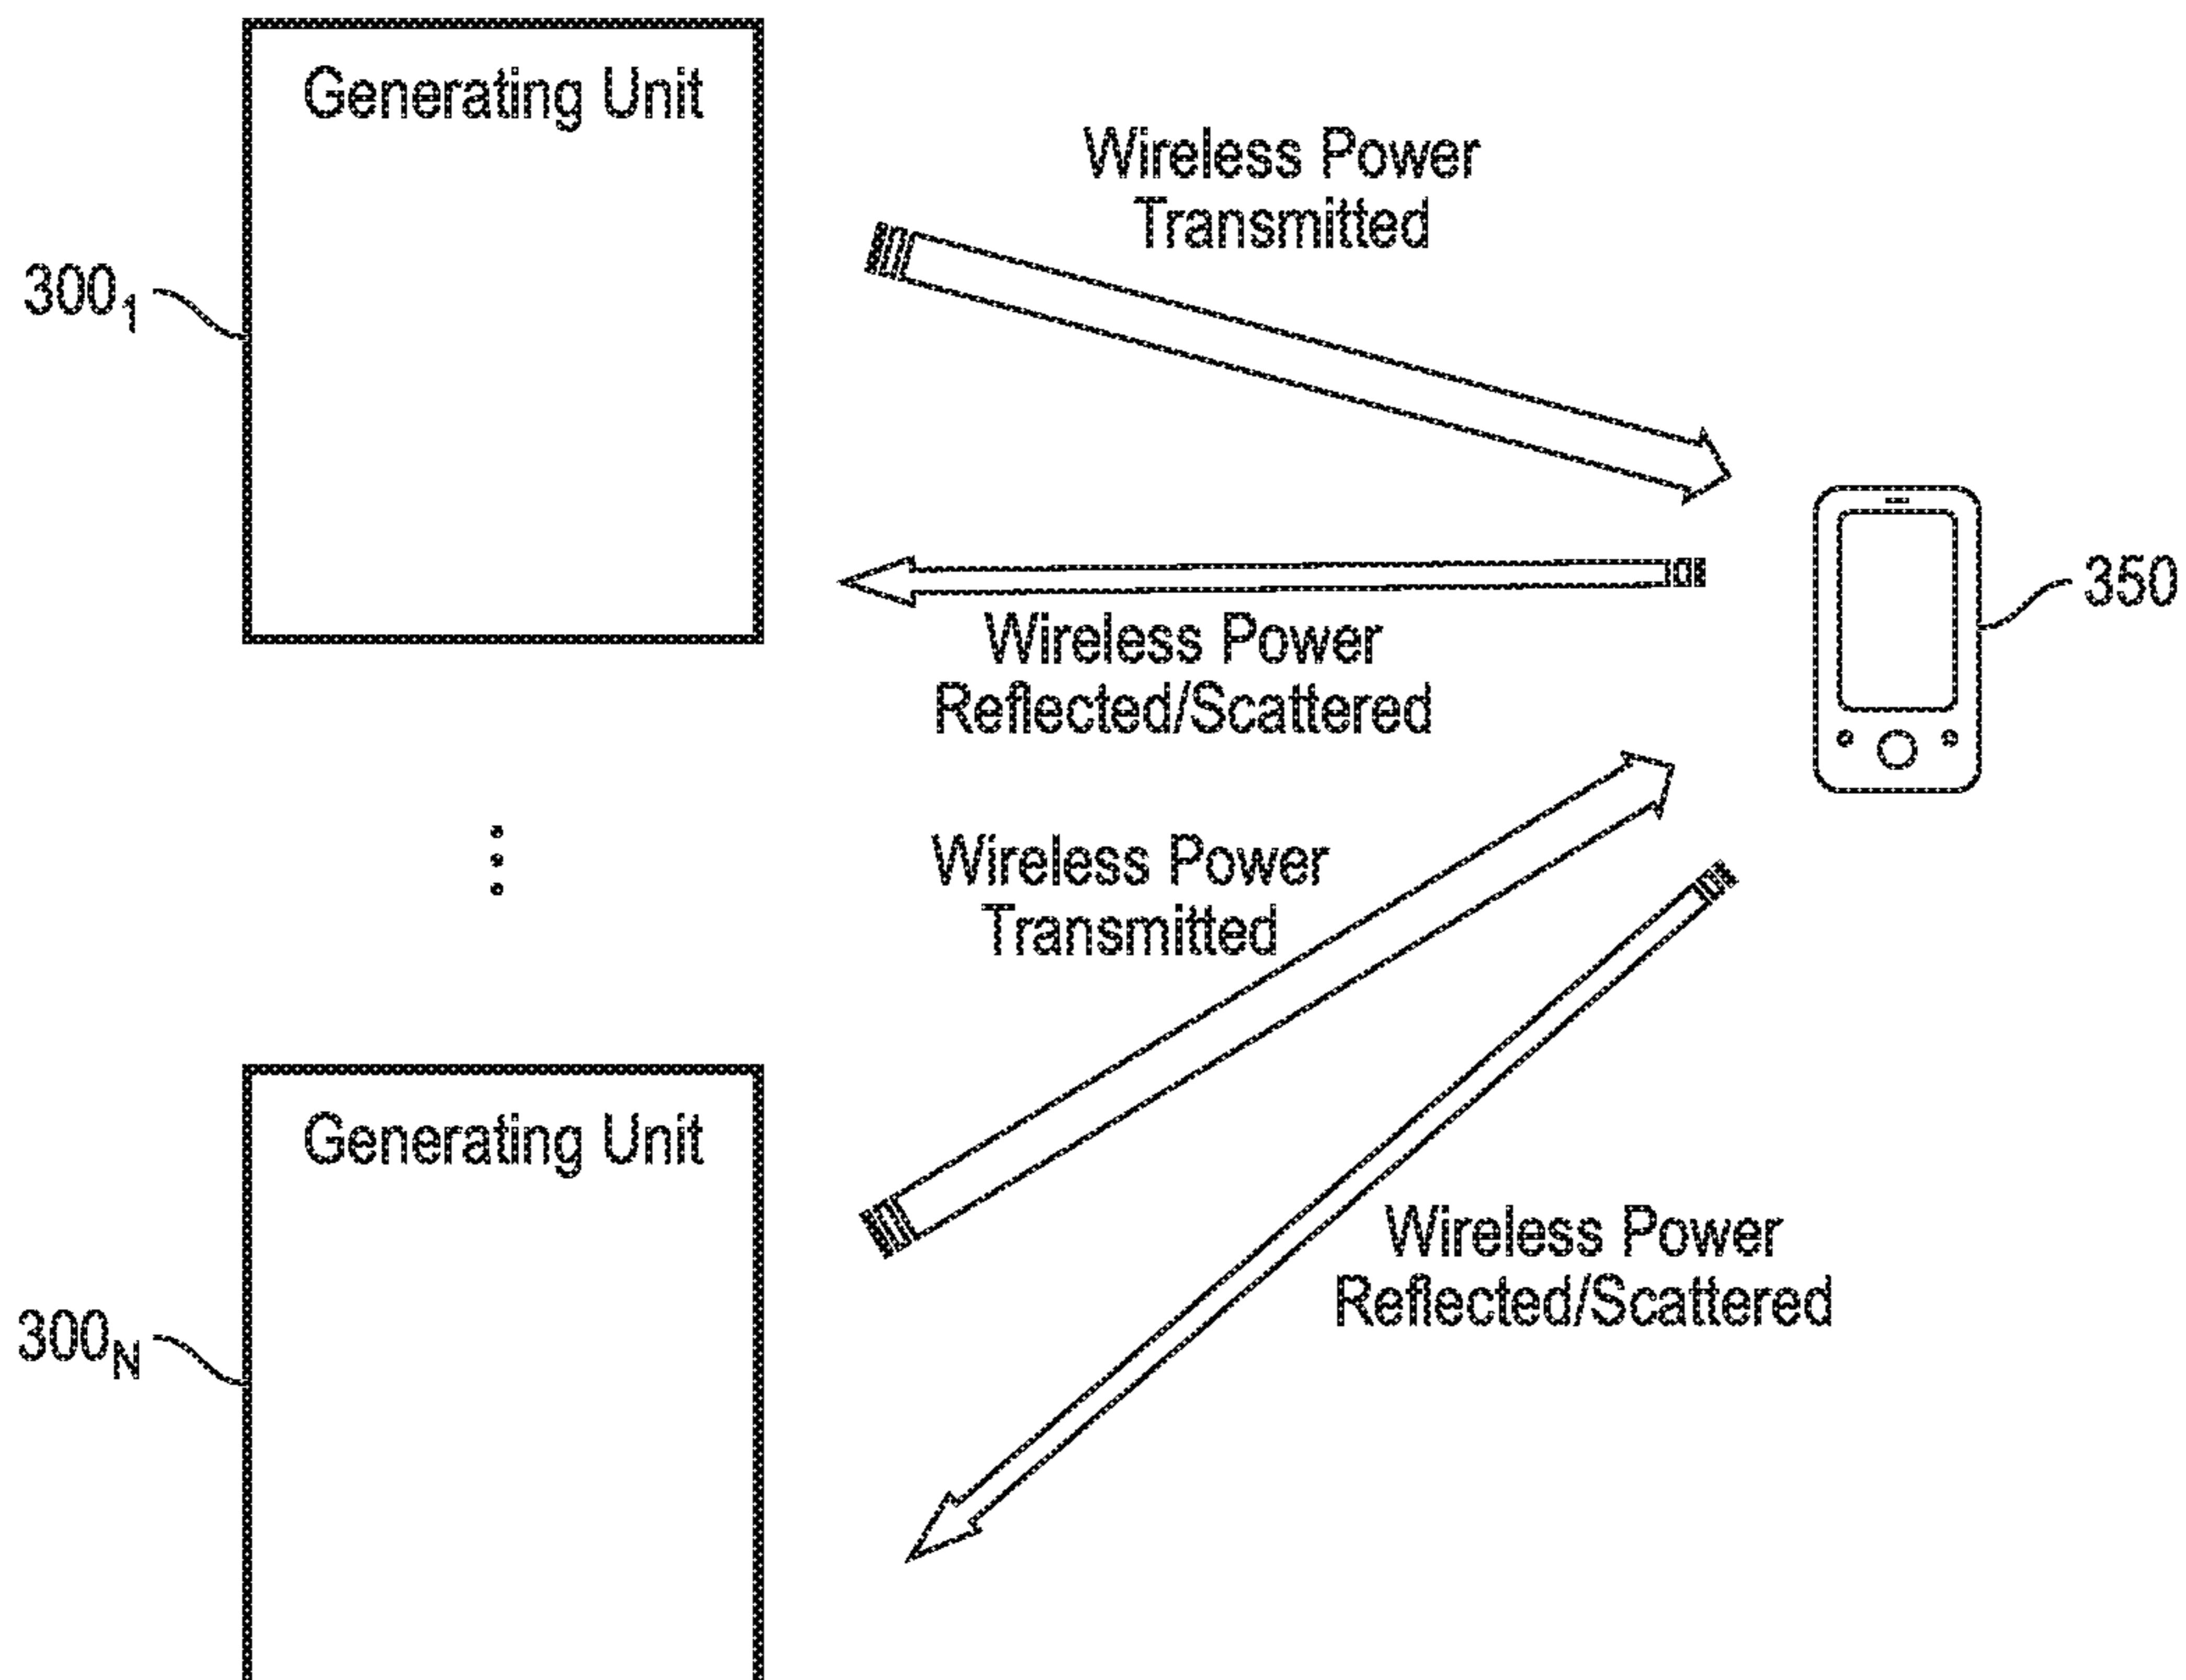 Generating Unit
Wireless Power
Transmitted
300₁
350
Wireless Power
Reflected/Scattered
Wireless Power
Transmitted
Generating Unit
Wireless Power
Reflected/Scattered
300_N